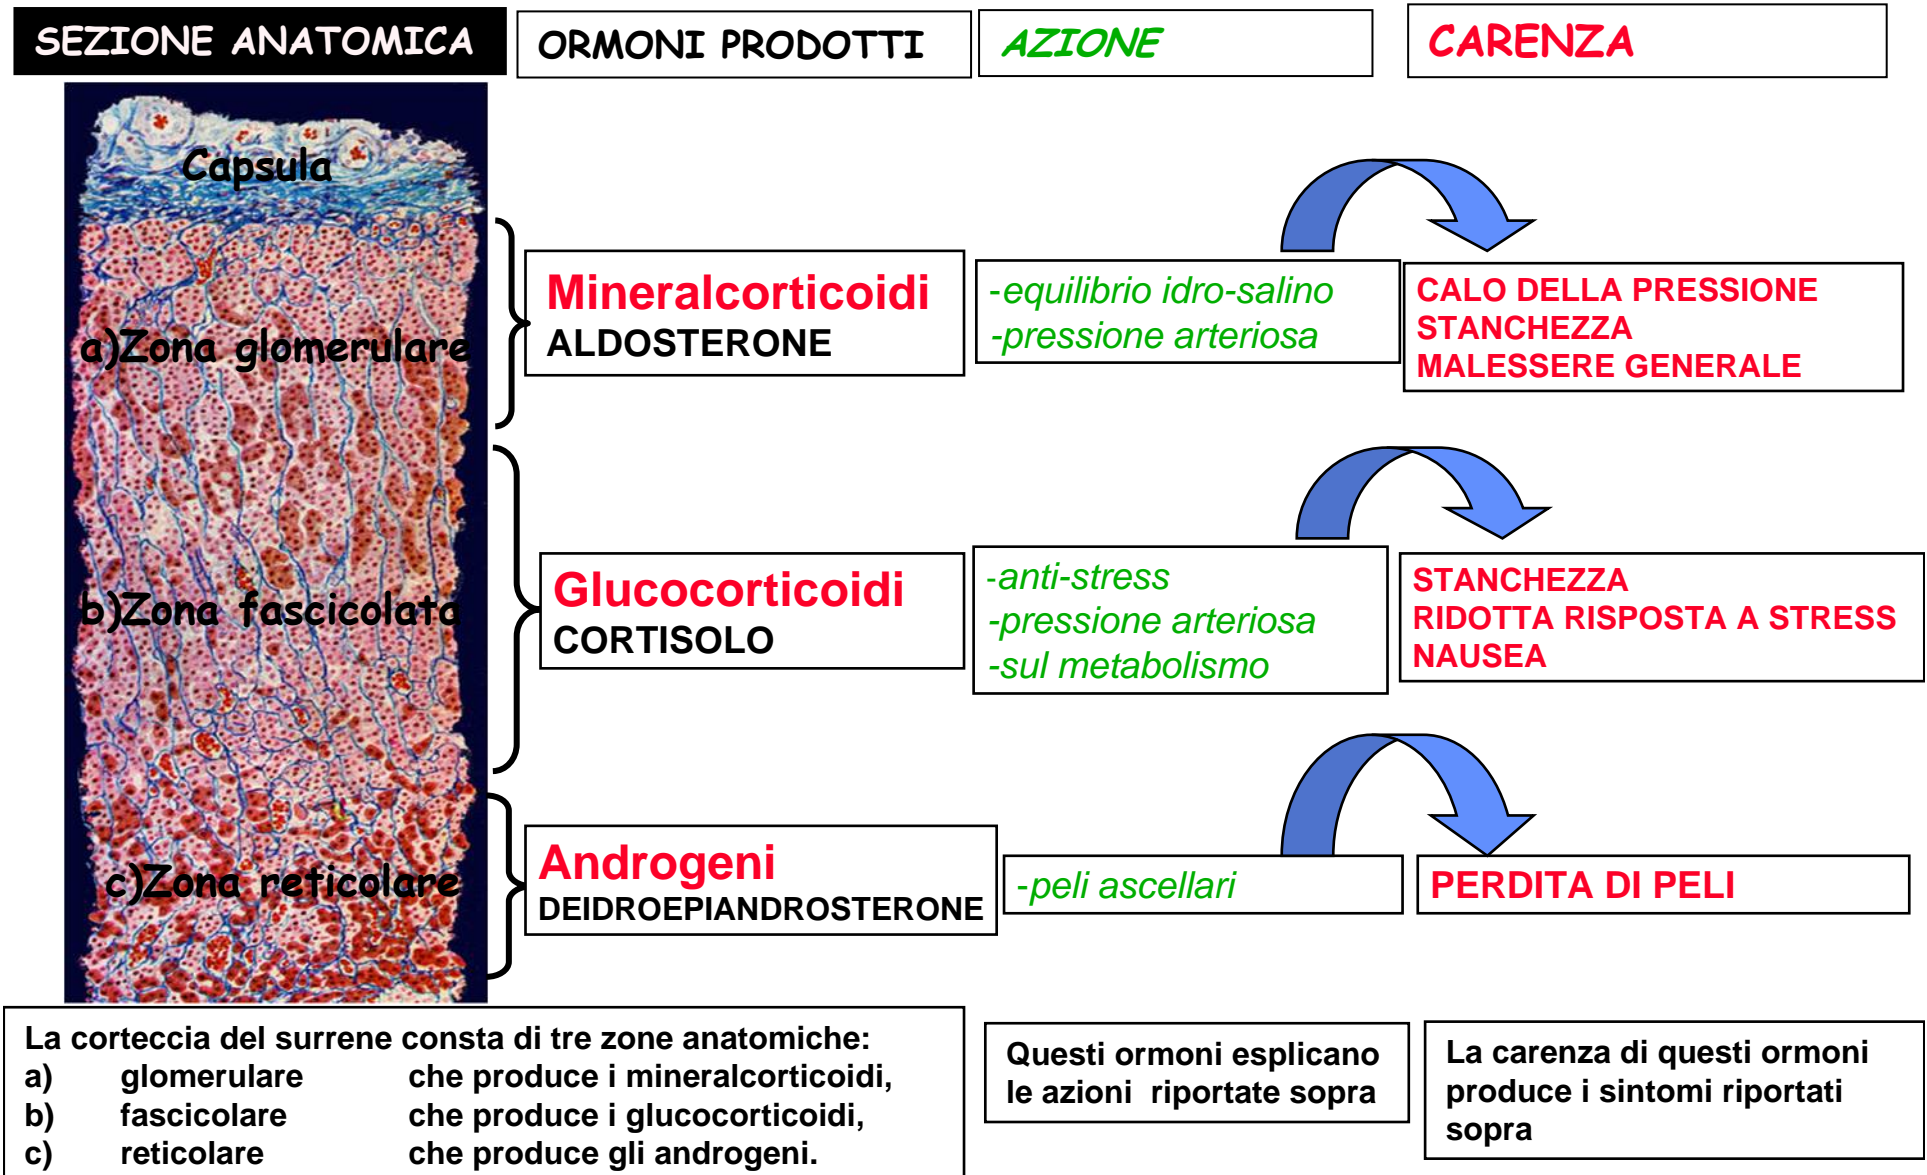 SEZIONE ANATOMICA
ORMONI PRODOTTI
AZIONE
CARENZA
Capsula
a)Zona glomerulare
Mineralcorticoidi
ALDOSTERONE
-equilibrio idro-salino
-pressione arteriosa
CALO DELLA PRESSIONE
STANCHEZZA
MALESSERE GENERALE
b)Zona fascicolata
Glucocorticoidi
CORTISOLO
-anti-stress
-pressione arteriosa
-sul metabolismo
STANCHEZZA
RIDOTTA RISPOSTA A STRESS
NAUSEA
c)Zona reticolare
Androgeni
DEIDROEPIANDROSTERONE
-peli ascellari
PERDITA DI PELI
La corteccia del surrene consta di tre zone anatomiche:
a) glomerulare che produce i mineralcorticoidi,
b) fascicolare che produce i glucocorticoidi,
c) reticolare che produce gli androgeni.
Questi ormoni esplicano
le azioni riportate sopra
La carenza di questi ormoni
produce i sintomi riportati
sopra